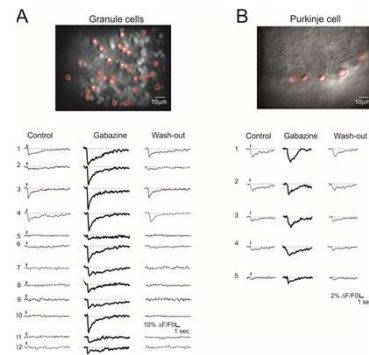 A
Granule cells
10µm
Control Gabazine Wash-out
1
2
3
4
5
6
7
8
9
10
11
12
10% ΔF/F0
1 sec
B
Purkinje cell
10µm
Control Gabazine Wash-out
1
2
3
4
5
2% ΔF/F0
1 sec